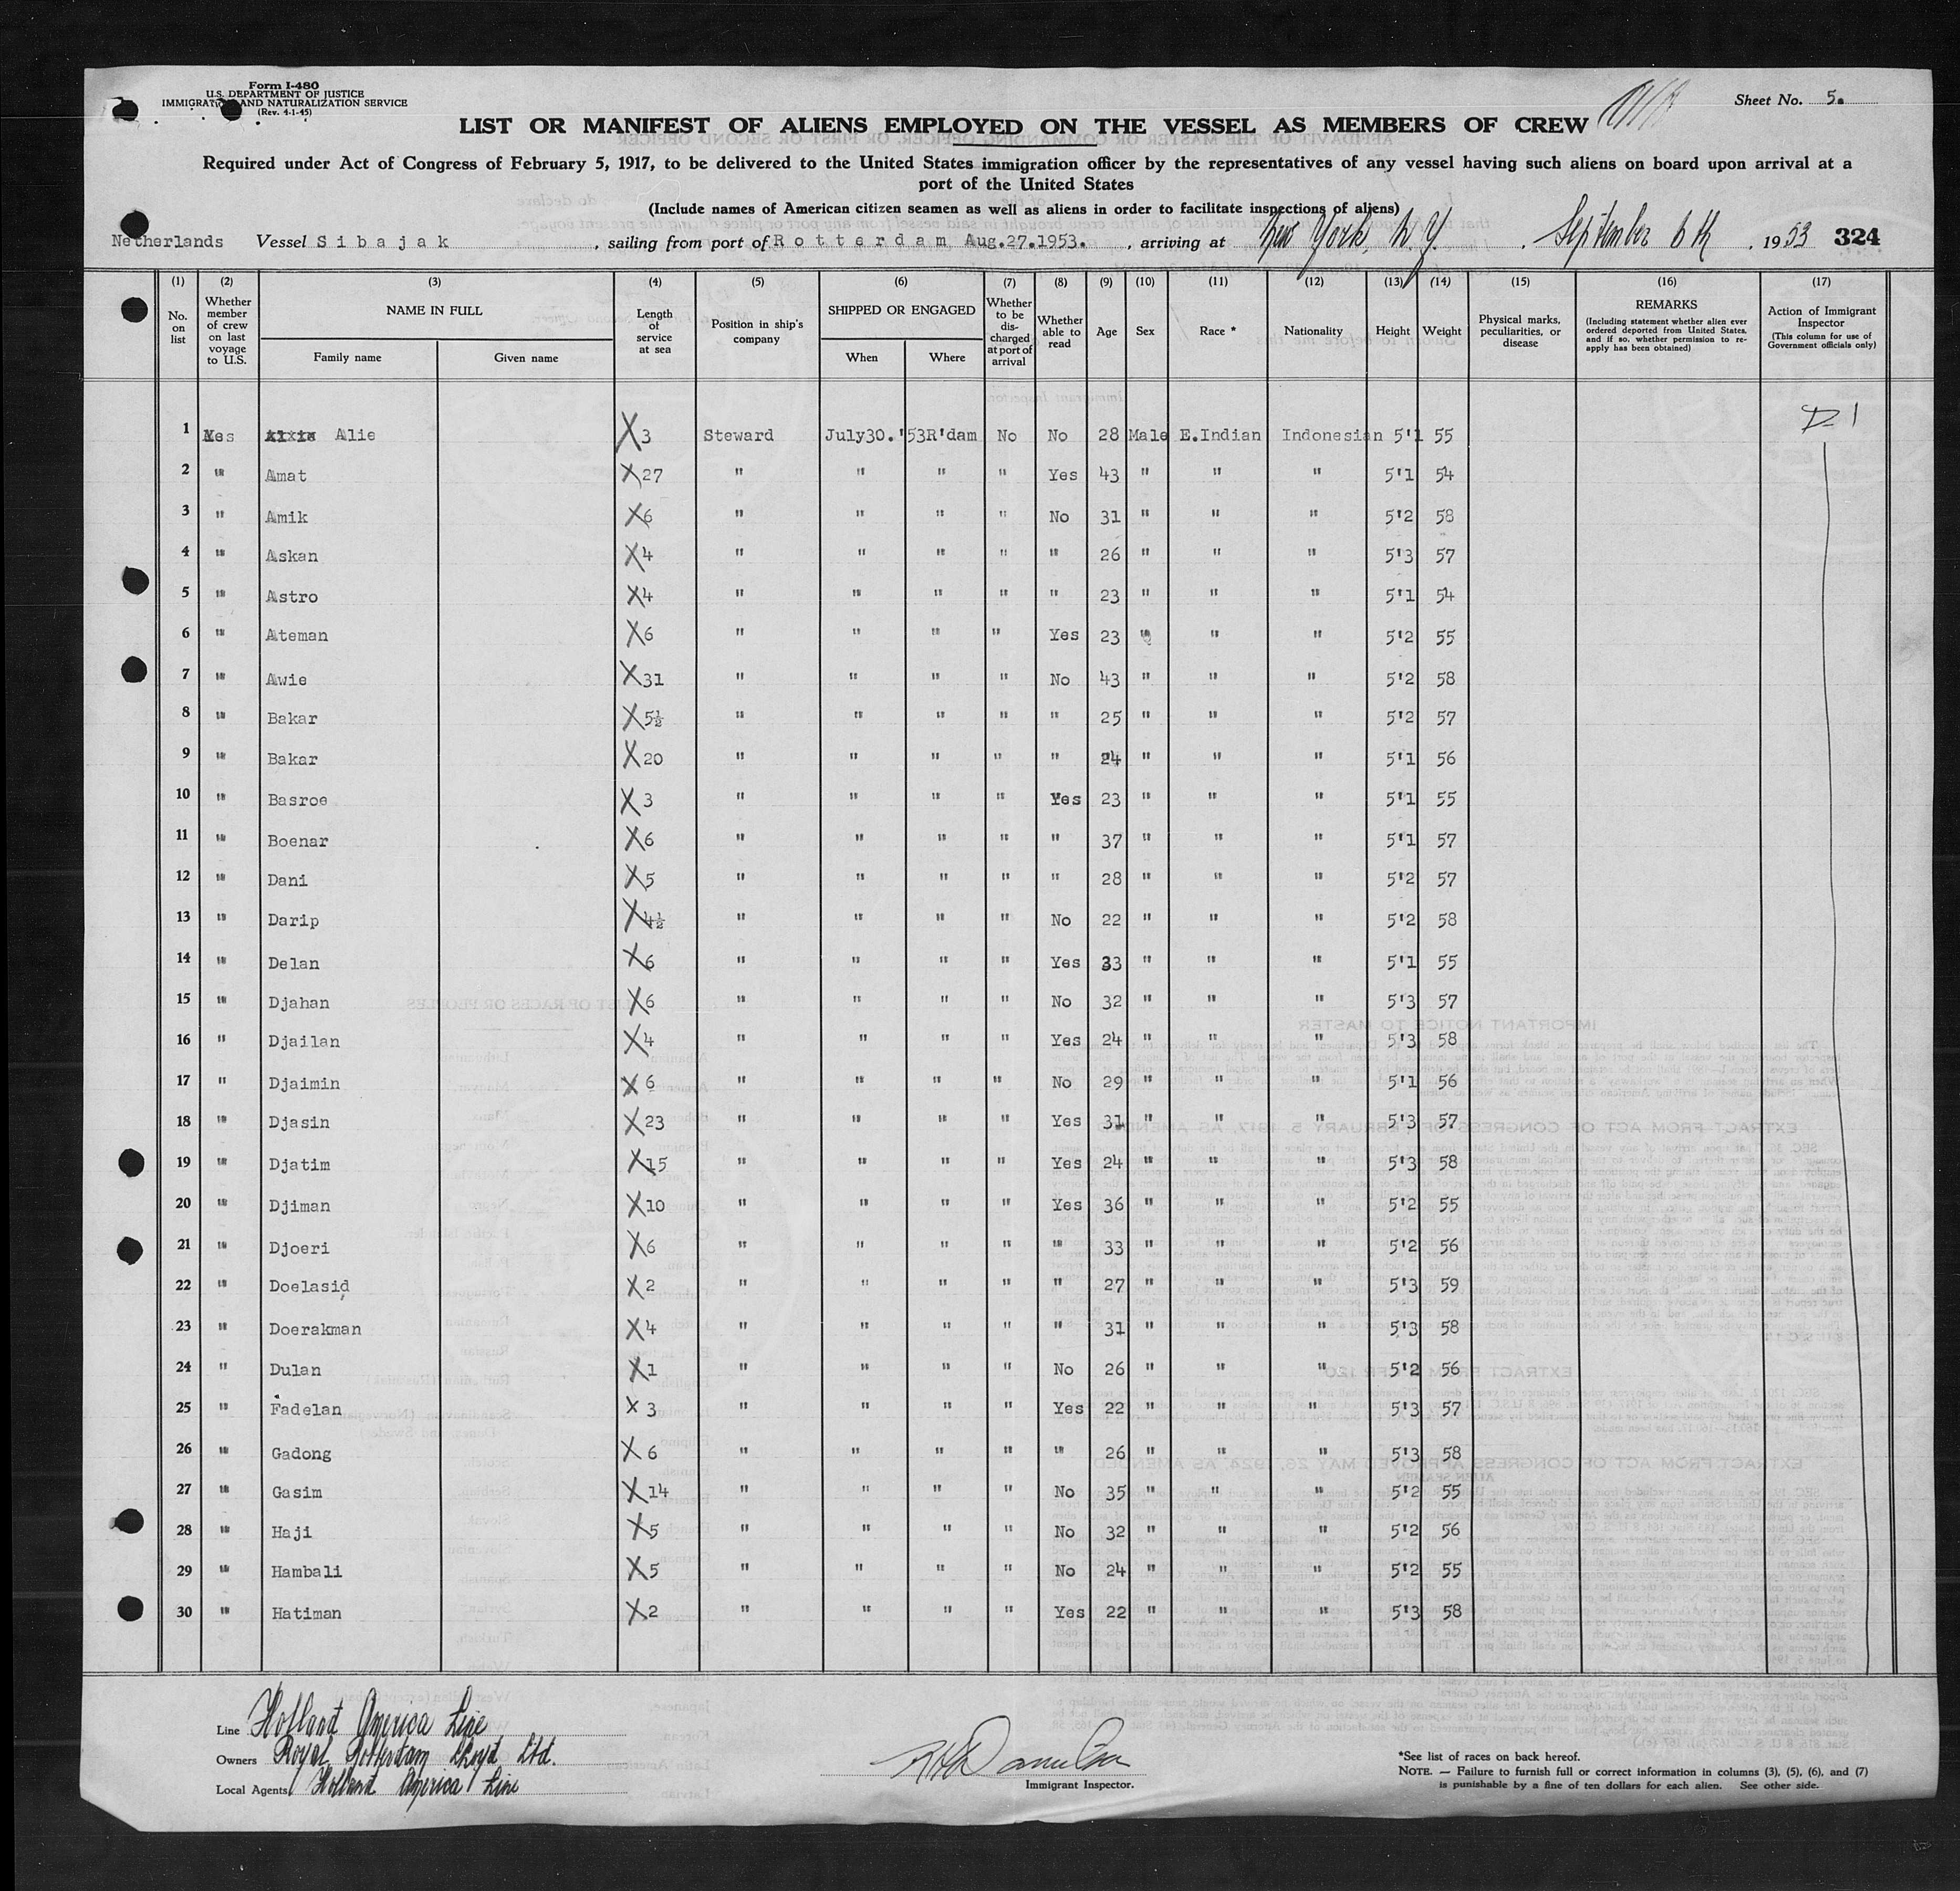 Form I-480
U.S. DEPARTMENT OF JUSTICE
IMMIGRATION AND NATURALIZATION SERVICE
(Rev. 4-1-45)
Sheet No. 5.
LIST OR MANIFEST OF ALIENS EMPLOYED ON THE VESSEL AS MEMBERS OF CREW
Required under Act of Congress of February 5, 1917, to be delivered to the United States immigration officer by the representatives of any vessel having such aliens on board upon arrival at a
port of the United States
(Include names of American citizen seamen as well as aliens in order to facilitate inspections of aliens)
Netherlands Vessel Sibajak, sailing from port of Rotterdam Aug.27.1953., arriving at New York, N.Y., September 6th, 1953 324
(1) (2) (3) (4) (5) (6) (7) (8) (9) (10) (11) (12) (13) (14) (15) (16) (17)
No. on list
Whether member of crew on last voyage to U.S.
NAME IN FULL
Family name
Given name
Length of service at sea
Position in ship's company
SHIPPED OR ENGAGED
When
Where
Whether to be discharged at port of arrival
Whether able to read
Age
Sex
Race *
Nationality
Height
Weight
Physical marks, peculiarities, or disease
REMARKS
(Including statement whether alien ever ordered deported from United States, and if so, whether permission to re-apply has been obtained)
Action of Immigrant Inspector
(This column for use of Government officials only)
1 Yes Alie X 3 Steward July30.'53 R'dam No No 28 Male E.Indian Indonesian 5'1 55 D-1
2 " Amat X 27 " " " " Yes 43 " " " 5'1 54
3 " Amik X 6 " " " " No 31 " " " 5'2 58
4 " Askan X 4 " " " " " 26 " " " 5'3 57
5 " Astro X 4 " " " " " 23 " " " 5'1 54
6 " Ateman X 6 " " " " Yes 23 " " " 5'2 55
7 " Awie X 31 " " " " No 43 " " " 5'2 58
8 " Bakar X 5½ " " " " " 25 " " " 5'2 57
9 " Bakar X 20 " " " " " 24 " " " 5'1 56
10 " Basroe X 3 " " " " Yes 23 " " " 5'1 55
11 " Boenar X 6 " " " " " 37 " " " 5'1 57
12 " Dani X 5 " " " " " 28 " " " 5'2 57
13 " Darip X 4½ " " " " No 22 " " " 5'2 58
14 " Delan X 6 " " " " Yes 33 " " " 5'1 55
15 " Djahan X 6 " " " " No 32 " " " 5'3 57
16 " Djailan X 4 " " " " Yes 24 " " " 5'3 58
17 " Djaimin X 6 " " " " No 29 " " " 5'1 56
18 " Djasin X 23 " " " " Yes 31 " " " 5'3 57
19 " Djatim X 15 " " " " Yes 24 " " " 5'3 58
20 " Djiman X 10 " " " " Yes 36 " " " 5'2 55
21 " Djoeri X 6 " " " " " 33 " " " 5'2 56
22 " Doelasid X 2 " " " " " 27 " " " 5'3 59
23 " Doerakman X 4 " " " " " 31 " " " 5'3 58
24 " Dulan X 1 " " " " No 26 " " " 5'2 56
25 " Fadelan X 3 " " " " Yes 22 " " " 5'3 57
26 " Gadong X 6 " " " " " 26 " " " 5'3 58
27 " Gasim X 14 " " " " No 35 " " " 5'2 55
28 " Haji X 5 " " " " No 32 " " " 5'2 56
29 " Hambali X 5 " " " " No 24 " " " 5'2 55
30 " Hatiman X 2 " " " " Yes 22 " " " 5'3 58
Line Holland America Line
Owners Royal Rotterdam Lloyd Ltd.
Local Agents Holland America Line
Immigrant Inspector.
*See list of races on back hereof.
NOTE. — Failure to furnish full or correct information in columns (3), (5), (6), and (7)
is punishable by a fine of ten dollars for each alien. See other side.